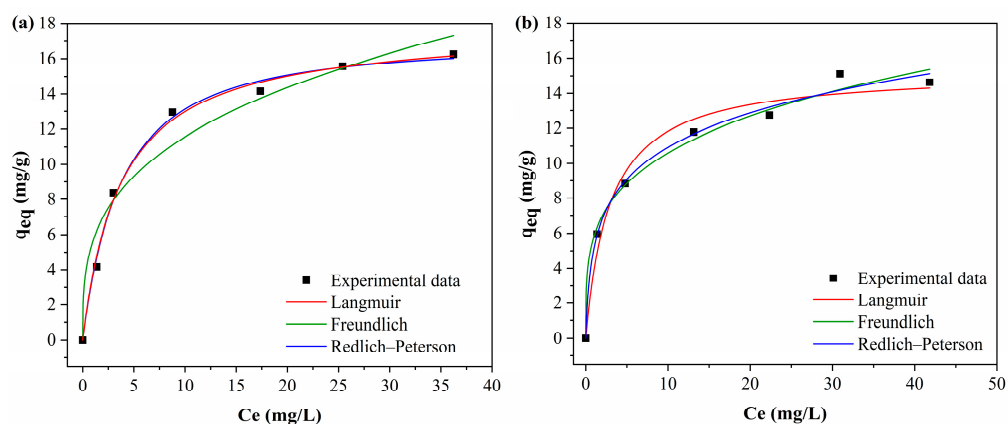 (a)
18
16
14
12
10
8
6
4
2
0
qeq (mg/g)
Experimental data
Langmuir
Freundlich
Redlich–Peterson
0 5 10 15 20 25 30 35 40
Ce (mg/L)
(b)
18
16
14
12
10
8
6
4
2
0
qeq (mg/g)
Experimental data
Langmuir
Freundlich
Redlich–Peterson
0 10 20 30 40 50
Ce (mg/L)